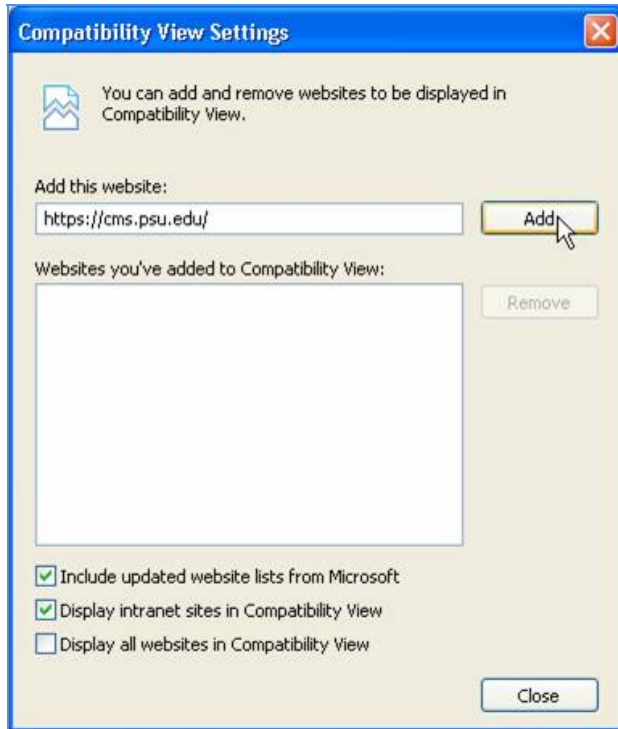 Compatibility View Settings
You can add and remove websites to be displayed in
Compatibility View.
Add this website:
https://cms.psu.edu/
Add
Websites you've added to Compatibility View:
Remove
Include updated website lists from Microsoft
Display intranet sites in Compatibility View
Display all websites in Compatibility View
Close